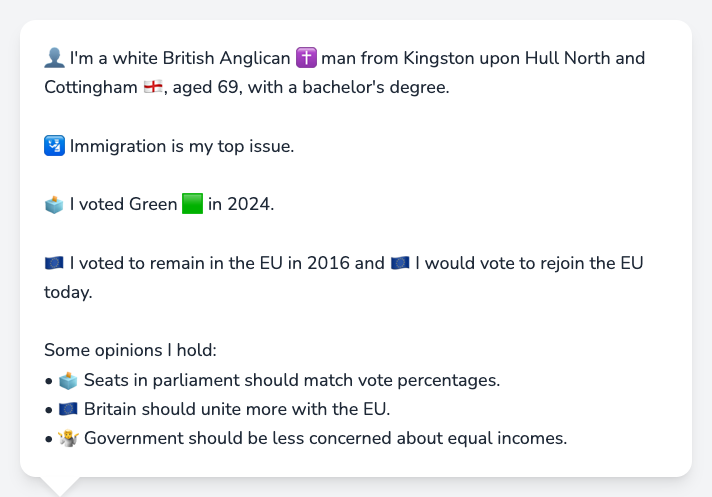 👤 I'm a white British Anglican ✝️ man from Kingston upon Hull North and
Cottingham 🏴󠁧󠁢󠁥󠁮󠁧󠁿, aged 69, with a bachelor's degree.
🛂 Immigration is my top issue.
🗳️ I voted Green 🟩 in 2024.
🇪🇺 I voted to remain in the EU in 2016 and 🇪🇺 I would vote to rejoin the EU
today.
Some opinions I hold:
• 🗳️ Seats in parliament should match vote percentages.
• 🇪🇺 Britain should unite more with the EU.
• 🤷 Government should be less concerned about equal incomes.